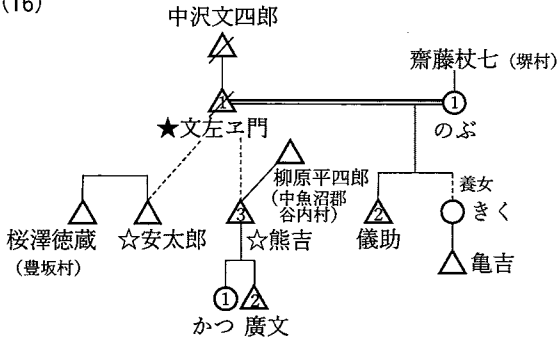 (16)
中沢文四郎
齋藤杖七（堺村）
1
1
★文左ヱ門
のぶ
柳原平四郎
（中魚沼郡
谷内村）
養女
3
2
きく
桜澤徳蔵
（豊坂村）
☆安太郎
☆熊吉
儀助
亀吉
1
2
かつ
廣文